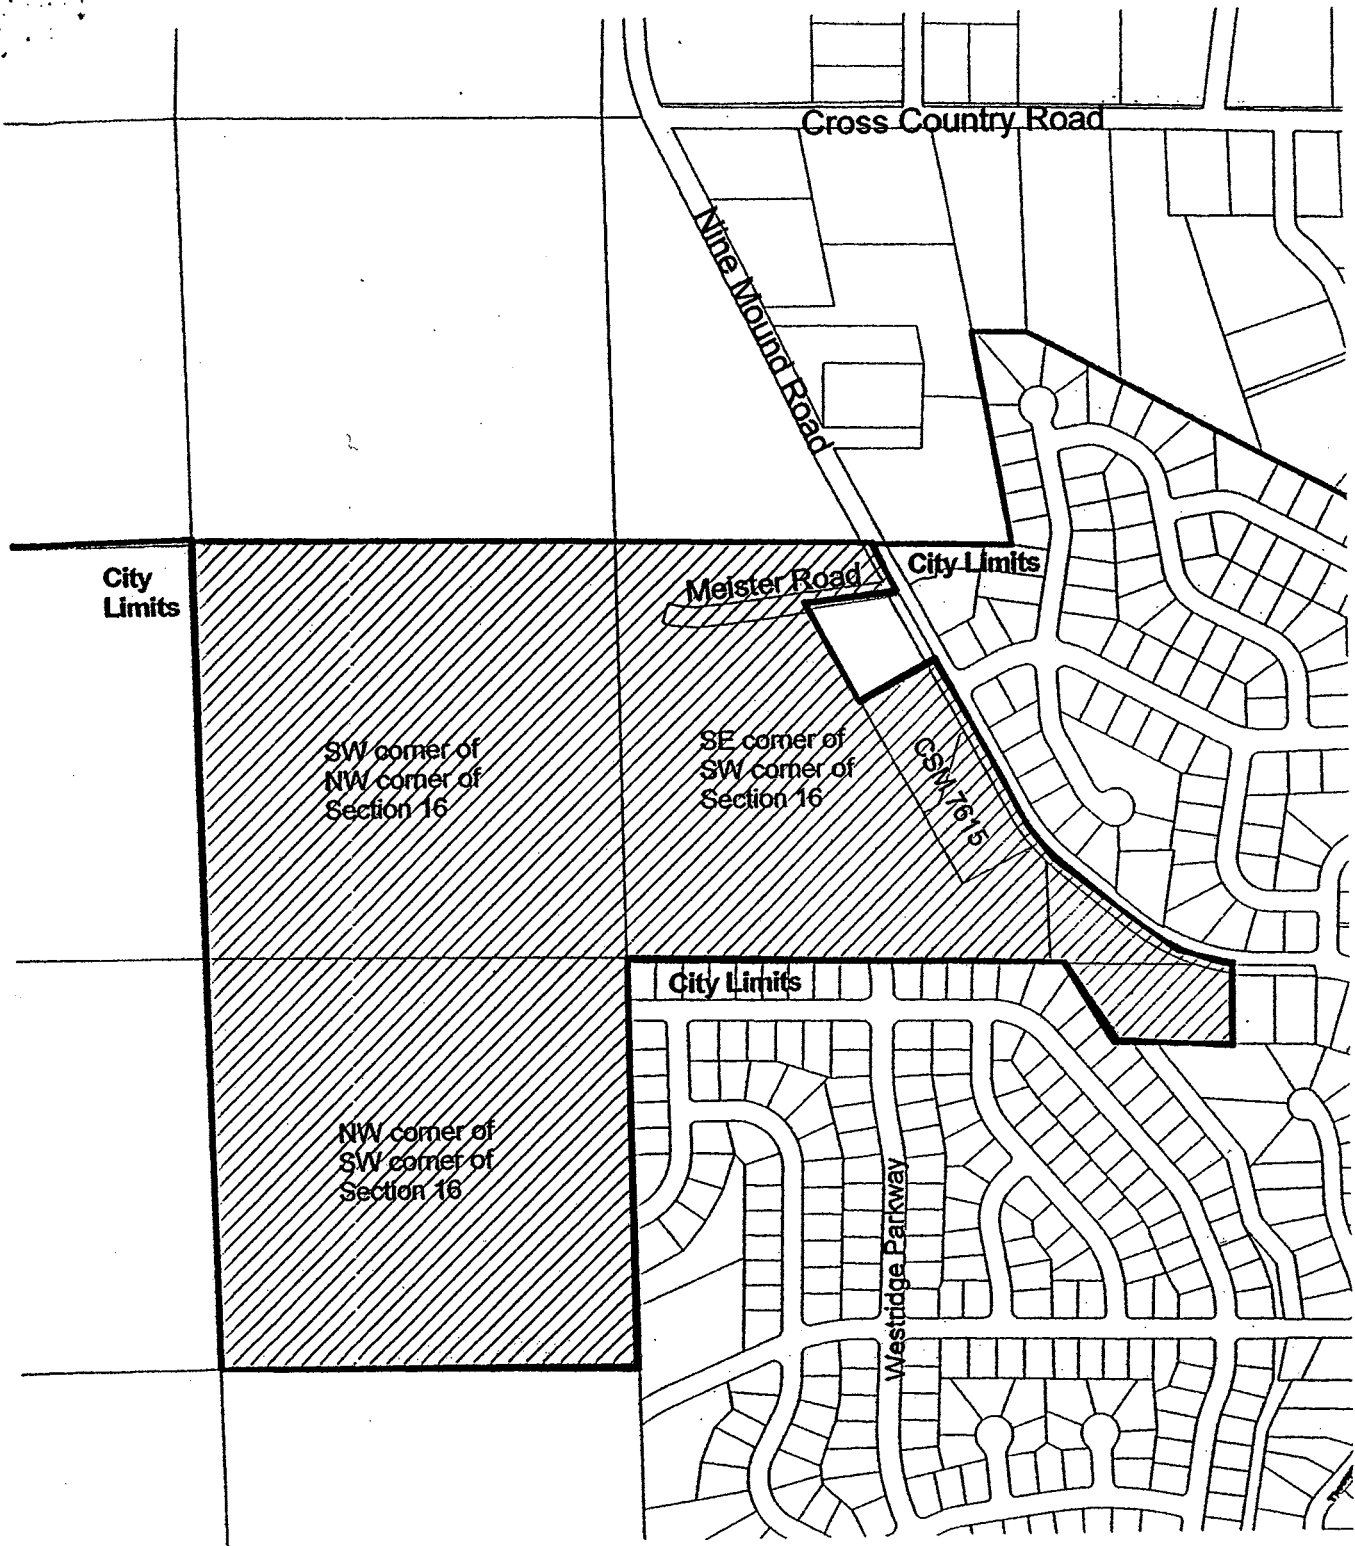 Cross Country Road
Nine Mound Road
City
Limits
Meister Road
City Limits
SW corner of
NW corner of
Section 16
SE corner of
SW corner of
Section 16
CSM 7615
City Limits
NW corner of
SW corner of
Section 16
Westridge Parkway